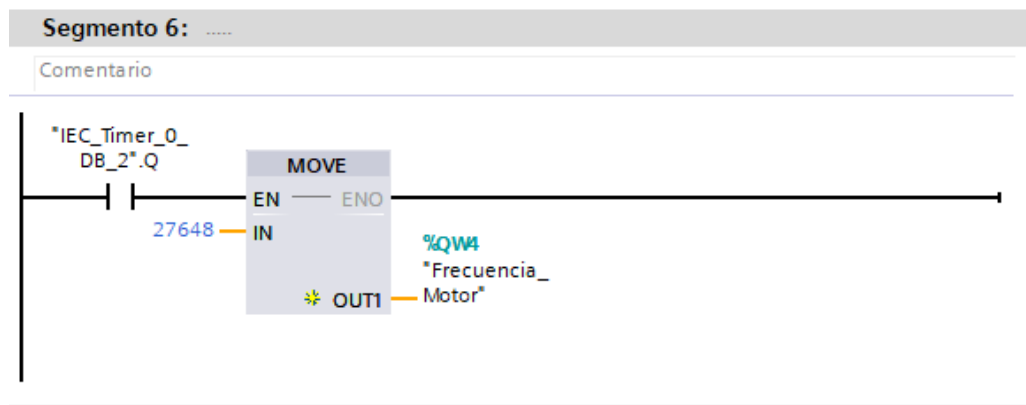 Segmento 6: .....
Comentario
"IEC_Timer_0_
DB_2".Q
MOVE
EN ENO
27648 IN
%QW4
"Frecuencia_
OUT1 Motor"